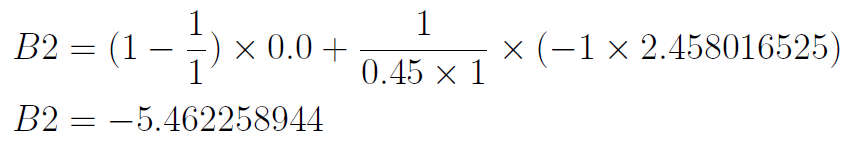 B2 = (1 − 1/1) × 0.0 + 1/(0.45 × 1) × (−1 × 2.458016525)
B2 = −5.462258944